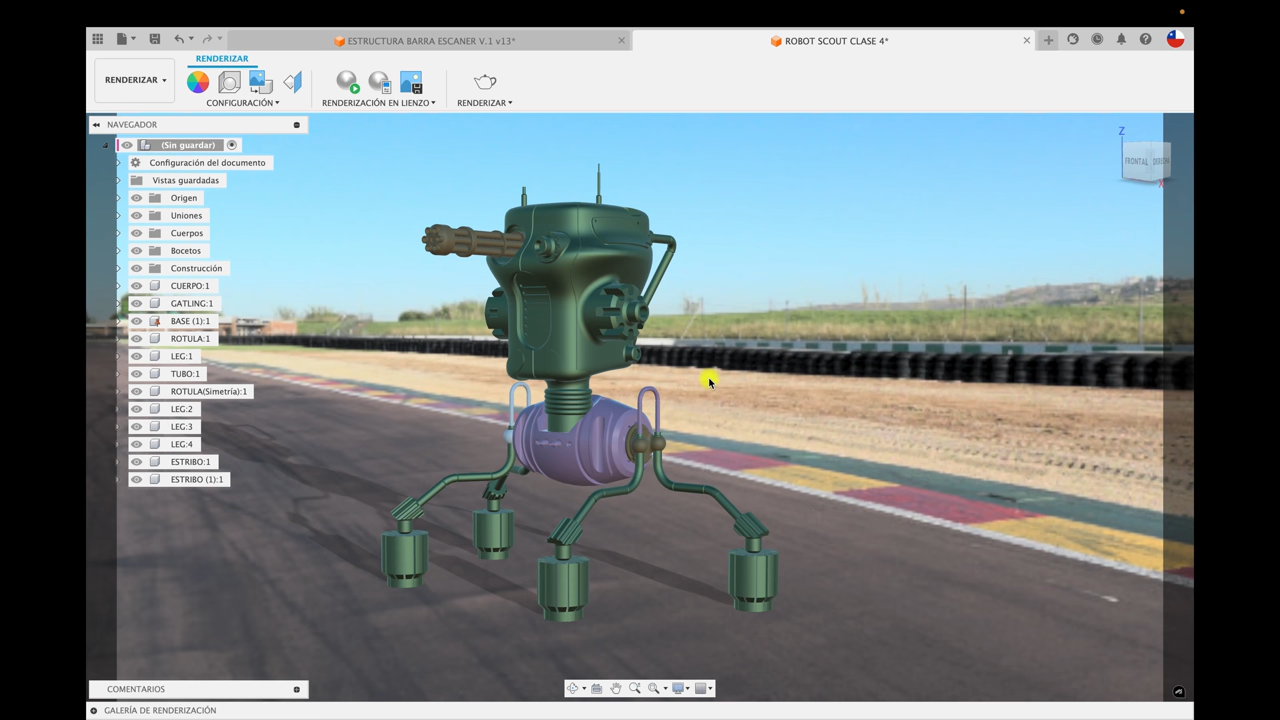 ESTRUCTURA BARRA ESCANER V.1 v13*
ROBOT SCOUT CLASE 4*
RENDERIZAR
RENDERIZAR
CONFIGURACIÓN
RENDERIZACIÓN EN LIENZO
RENDERIZAR
NAVEGADOR
(Sin guardar)
Configuración del documento
Vistas guardadas
Origen
Uniones
Cuerpos
Bocetos
Construcción
CUERPO:1
GATLING:1
BASE (1):1
ROTULA:1
LEG:1
TUBO:1
ROTULA(Simetría):1
LEG:2
LEG:3
LEG:4
ESTRIBO:1
ESTRIBO (1):1
Z
FRONTAL
X
COMENTARIOS
GALERÍA DE RENDERIZACIÓN